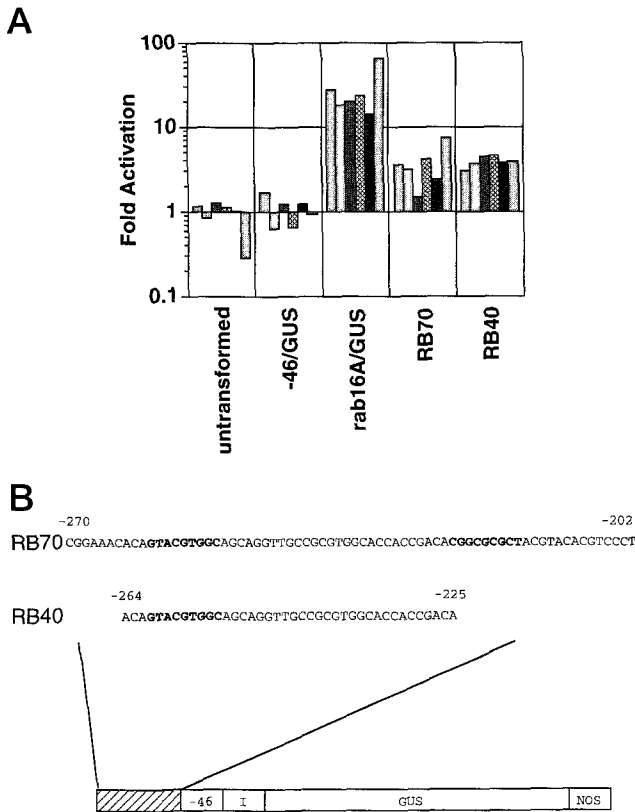 A
Fold Activation
100
10
1
0.1
untransformed
-46/GUS
rab16A/GUS
RB70
RB40
B
-270
-202
RB70 CGGAAACACAGTACGTGGCAGCAGGTTGCCGCGTGGCACCACCGACACGGCGCGCTACGTACACGTCCCT
-264
-225
RB40 ACAGTACGTGGCAGCAGGTTGCCGCGTGGCACCACCGACA
-46 I GUS NOS